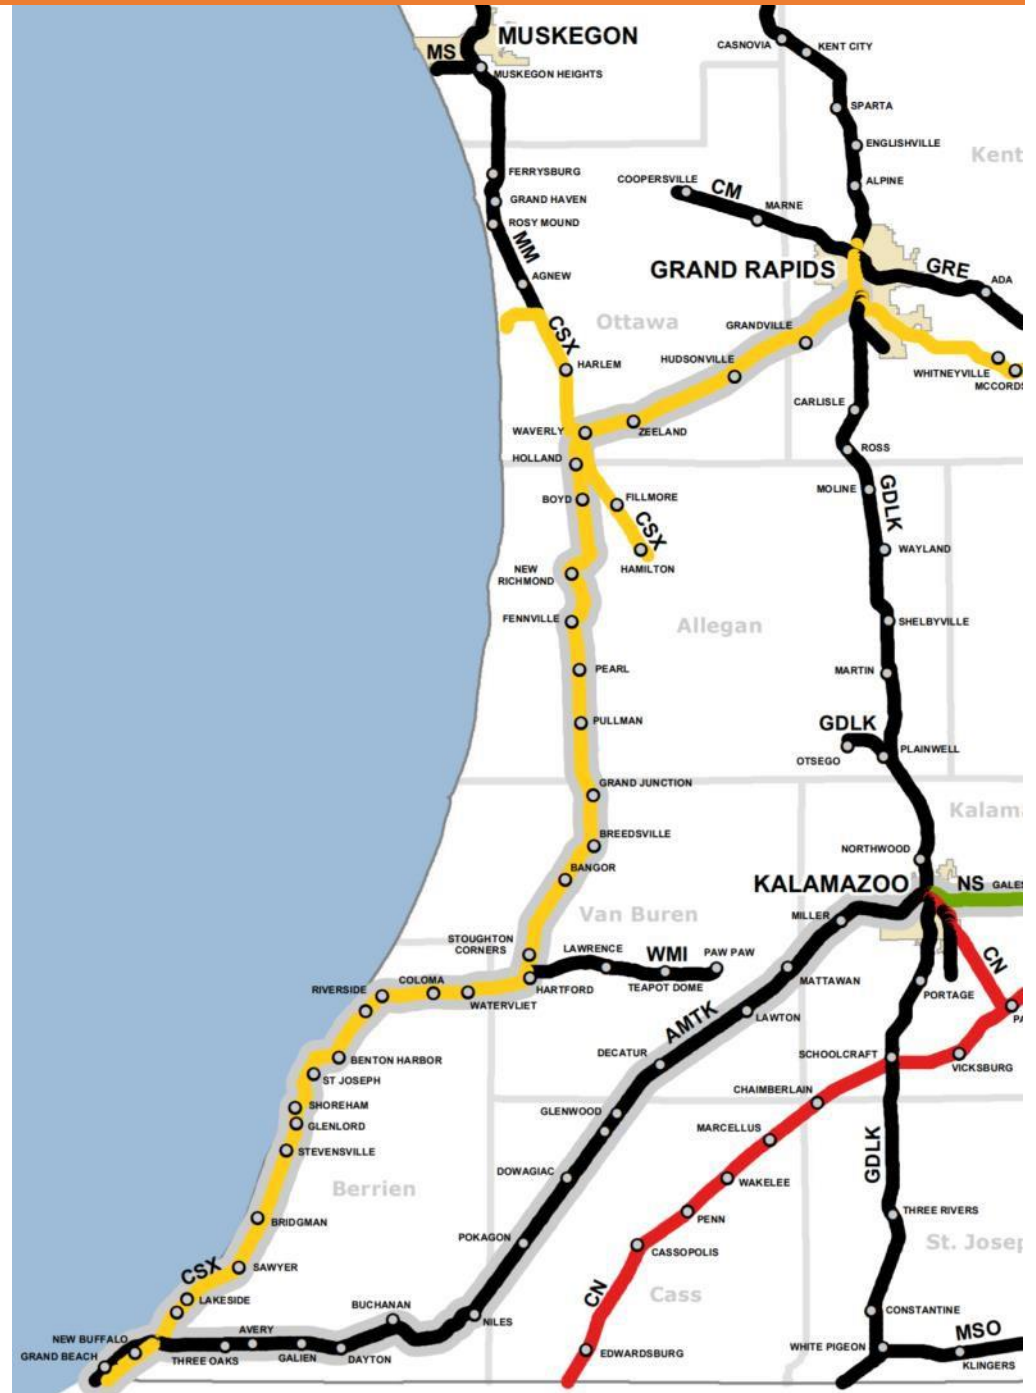 MUSKEGON
MS
MUSKEGON HEIGHTS
CASNOVIA
KENT CITY
SPARTA
ENGLISHVILLE
Kent
ALPINE
FERRYSBURG
GRAND HAVEN
ROSY MOUND
MM
AGNEW
COOPERSVILLE
CM
MARNE
GRAND RAPIDS
GRE
ADA
CSX
Ottawa
GRANDVILLE
HUDSONVILLE
HARLEM
WHITNEYVILLE
MCCORDS
CARLISLE
WAVERLY
ZEELAND
ROSS
HOLLAND
BOYD
FILLMORE
CSX
HAMILTON
MOLINE
GDLK
WAYLAND
NEW
RICHMOND
FENNVILLE
Allegan
SHELBYVILLE
PEARL
MARTIN
PULLMAN
GDLK
OTSEGO
PLAINWELL
GRAND JUNCTION
Kalama
BREEDSVILLE
NORTHWOOD
BANGOR
KALAMAZOO
NS
GALES
Van Buren
MILLER
STOUGHTON
CORNERS
LAWRENCE
WMI
PAW PAW
TEAPOT DOME
HARTFORD
MATTAWAN
CN
PORTAGE
PA
RIVERSIDE
COLOMA
WATERVLIET
AMTK
LAWTON
BENTON HARBOR
DECATUR
SCHOOLCRAFT
VICKSBURG
ST JOSEPH
CHAIMBERLAIN
SHOREHAM
GLENLORD
GLENWOOD
MARCELLUS
STEVENSVILLE
GDLK
DOWAGIAC
WAKELEE
Berrien
PENN
THREE RIVERS
BRIDGMAN
POKAGON
CASSOPOLIS
St. Josep
CSX
SAWYER
CN
Cass
LAKESIDE
BUCHANAN
NILES
CONSTANTINE
NEW BUFFALO
AVERY
GRAND BEACH
THREE OAKS
GALIEN
DAYTON
EDWARDSBURG
WHITE PIGEON
MSO
KLINGERS